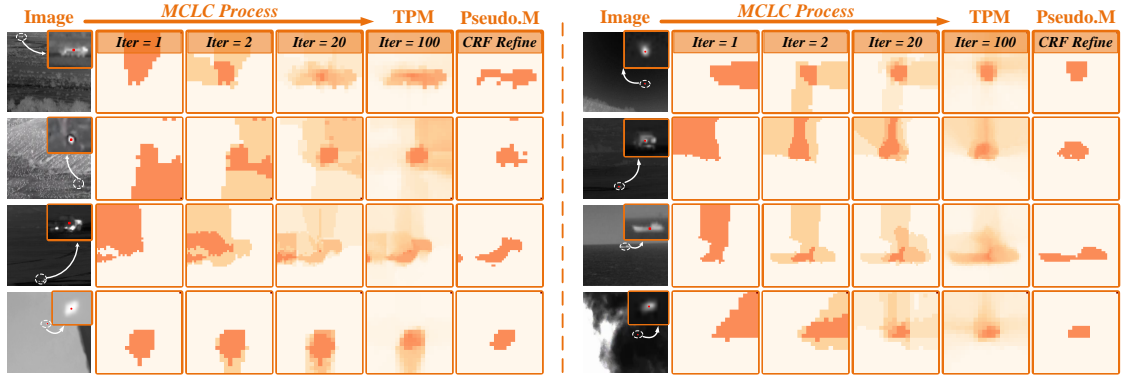 Image MCLC Process TPM Pseudo.M
Iter = 1 Iter = 2 Iter = 20 Iter = 100 CRF Refine
Image MCLC Process TPM Pseudo.M
Iter = 1 Iter = 2 Iter = 20 Iter = 100 CRF Refine